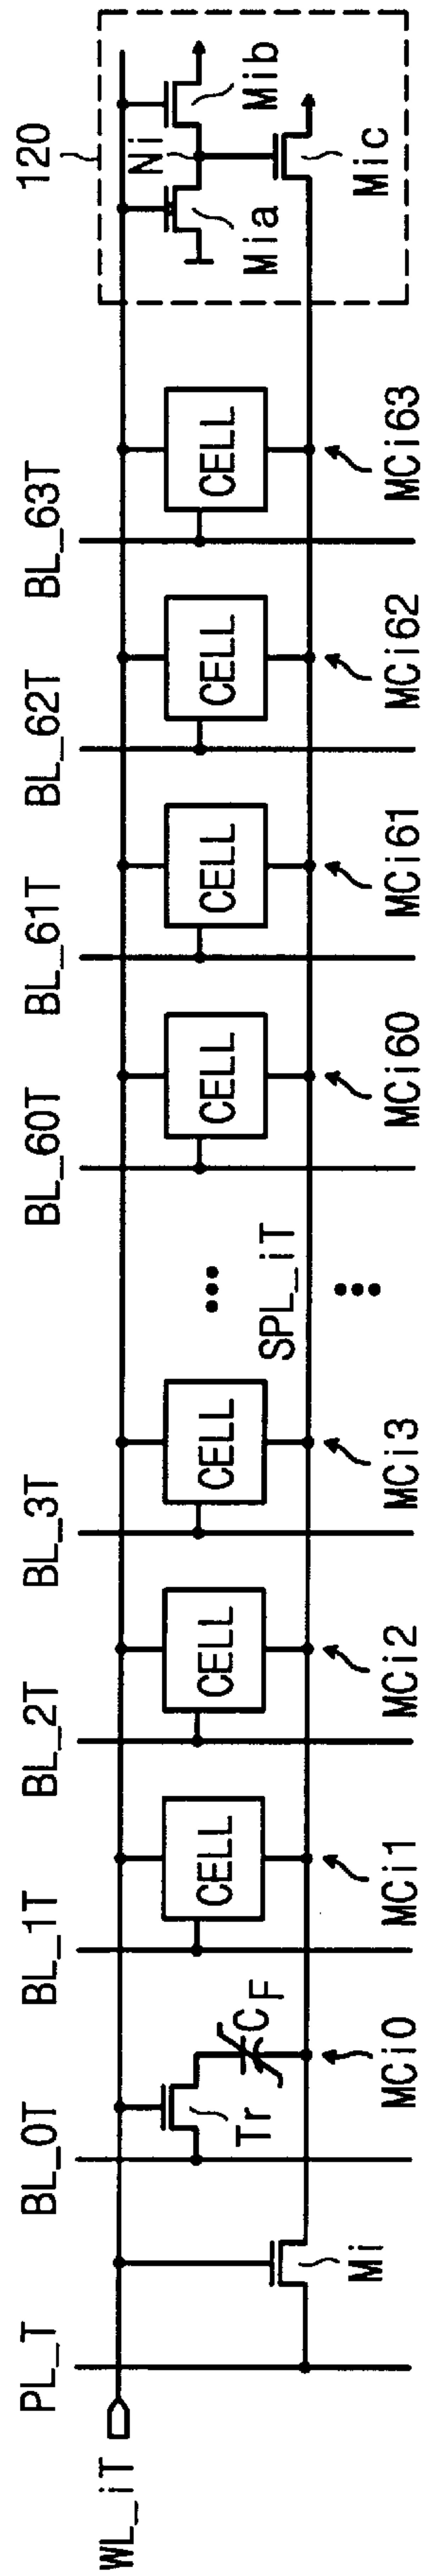 WL_iT
PL_T
BL_0T
BL_1T
BL_2T
BL_3T
BL_60T
BL_61T
BL_62T
BL_63T
120
Mi
Tr
CF
CELL
CELL
CELL
...
SPL_iT
...
CELL
CELL
CELL
CELL
Mia
Ni
Mib
Mic
MCi0
MCi1
MCi2
MCi3
MCi60
MCi61
MCi62
MCi63